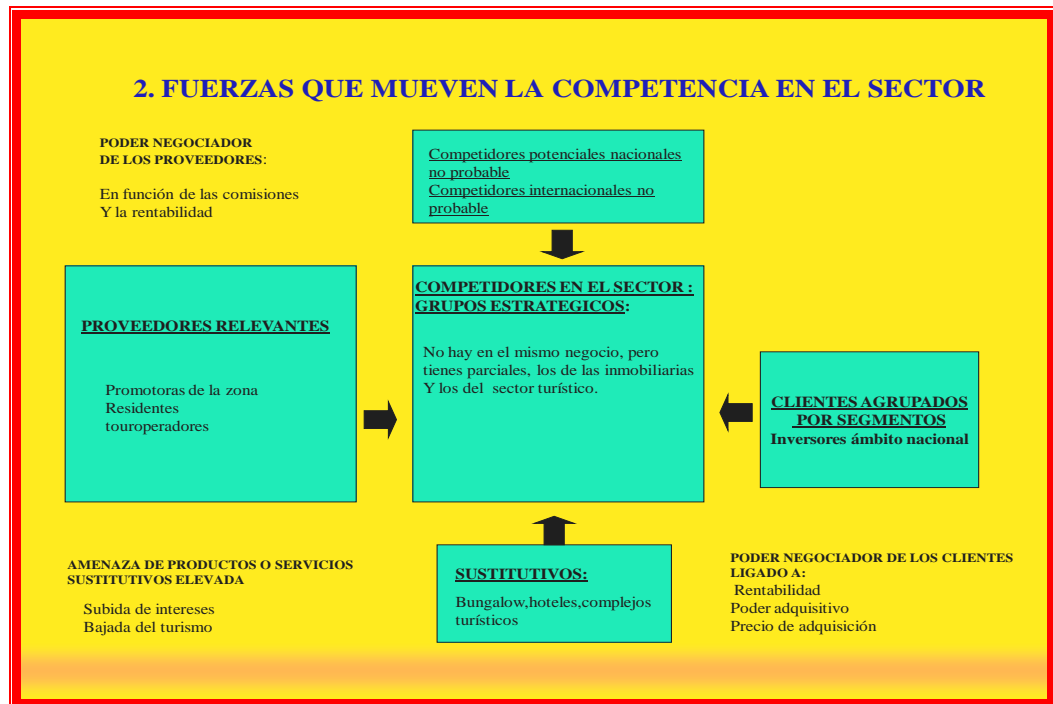 2. FUERZAS QUE MUEVEN LA COMPETENCIA EN EL SECTOR
PODER NEGOCIADOR
DE LOS PROVEEDORES:
En función de las comisiones
Y la rentabilidad
Competidores potenciales nacionales
no probable
Competidores internacionales no
probable
PROVEEDORES RELEVANTES
Promotoras de la zona
Residentes
touroperadores
COMPETIDORES EN EL SECTOR :
GRUPOS ESTRATEGICOS:
No hay en el mismo negocio, pero
tienes parciales, los de las inmobiliarias
Y los del sector turístico.
CLIENTES AGRUPADOS
POR SEGMENTOS
Inversores ámbito nacional
AMENAZA DE PRODUCTOS O SERVICIOS
SUSTITUTIVOS ELEVADA
Subida de intereses
Bajada del turismo
SUSTITUTIVOS:
Bungalow,hoteles,complejos
turísticos
PODER NEGOCIADOR DE LOS CLIENTES
LIGADO A:
Rentabilidad
Poder adquisitivo
Precio de adquisición